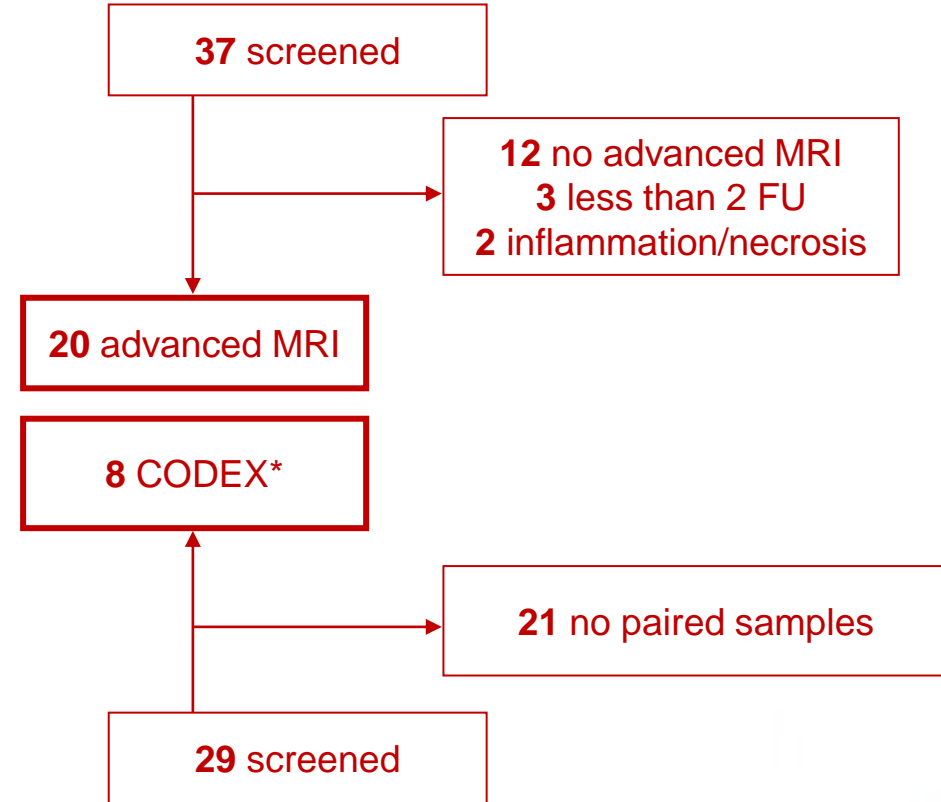 37 screened
12 no advanced MRI
3 less than 2 FU
2 inflammation/necrosis
20 advanced MRI
8 CODEX*
21 no paired samples
29 screened